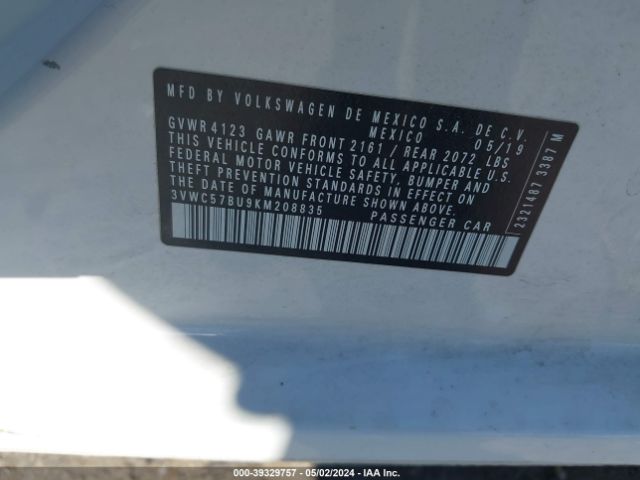 MFD BY VOLKSWAGEN DE MEXICO S.A. DE C.V.
MEXICO 05/19
GVWR 4123 GAWR FRONT 2161 / REAR 2072 LBS
THIS VEHICLE CONFORMS TO ALL APPLICABLE U.S.
FEDERAL MOTOR VEHICLE SAFETY, BUMPER AND
THEFT PREVENTION STANDARDS IN EFFECT ON
THE DATE OF MANUFACTURE SHOWN ABOVE.
3VWC57BU9KM208835 PASSENGER CAR
2321487 3387 M
000-39329757 - 05/02/2024 - IAA Inc.